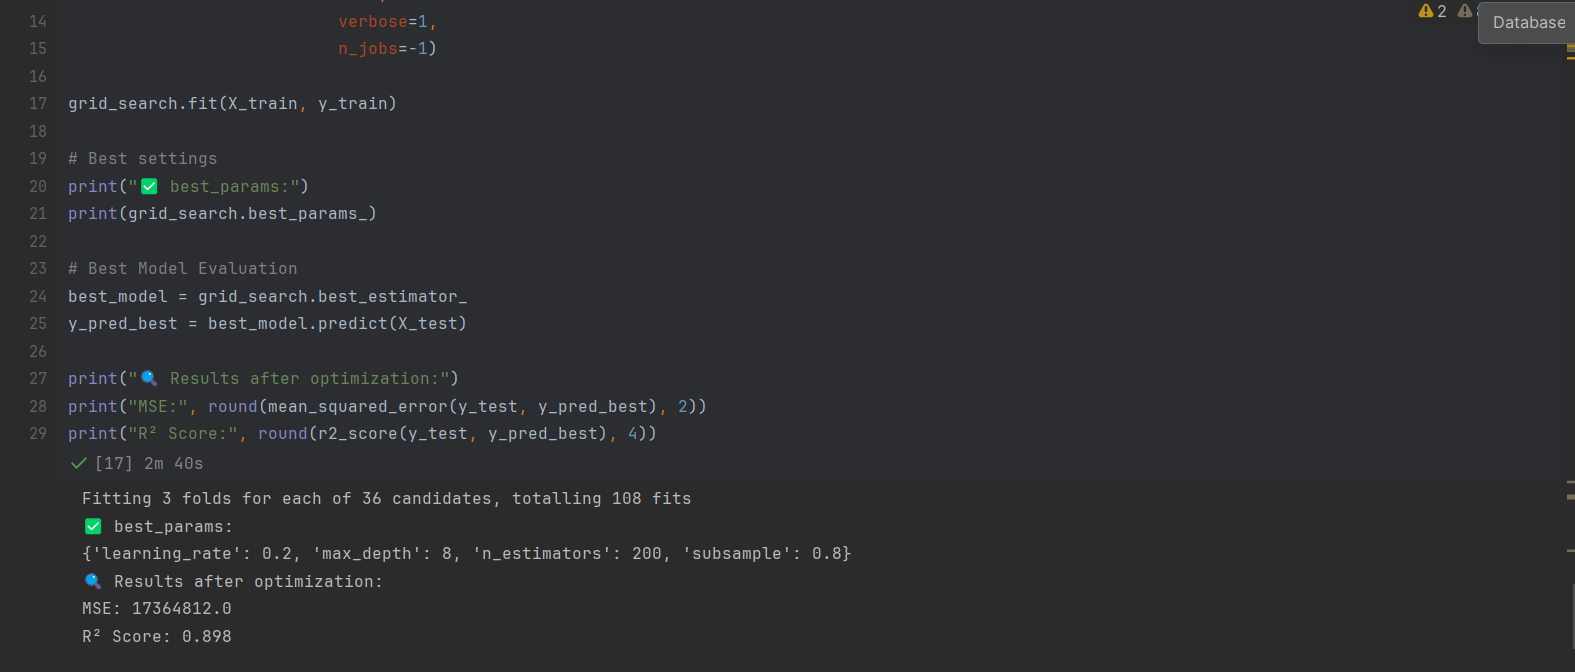 14 verbose=1,
2
Database
15 n_jobs=-1)
16
17 grid_search.fit(X_train, y_train)
18
19 # Best settings
20 print("✅ best_params:")
21 print(grid_search.best_params_)
22
23 # Best Model Evaluation
24 best_model = grid_search.best_estimator_
25 y_pred_best = best_model.predict(X_test)
26
27 print("🔍 Results after optimization:")
28 print("MSE:", round(mean_squared_error(y_test, y_pred_best), 2))
29 print("R² Score:", round(r2_score(y_test, y_pred_best), 4))
[17] 2m 40s
Fitting 3 folds for each of 36 candidates, totalling 108 fits
✅ best_params:
{'learning_rate': 0.2, 'max_depth': 8, 'n_estimators': 200, 'subsample': 0.8}
🔍 Results after optimization:
MSE: 17364812.0
R² Score: 0.898